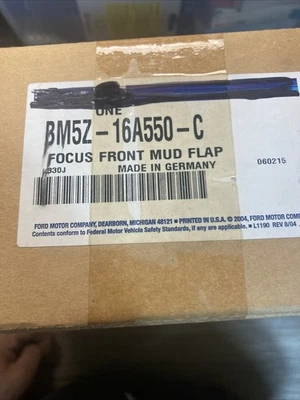 ONE
BM5Z-16A550-C
FOCUS FRONT MUD FLAP
MADE IN GERMANY
060215
FORD MOTOR COMPANY, DEARBORN, MICHIGAN 48121 ■ PRINTED IN U.S.A. © 2004, FORD MOTOR COM
Contents conform to Federal Motor Vehicle Safety Standards, if any are applicable. ■ L1190 REV 8/04